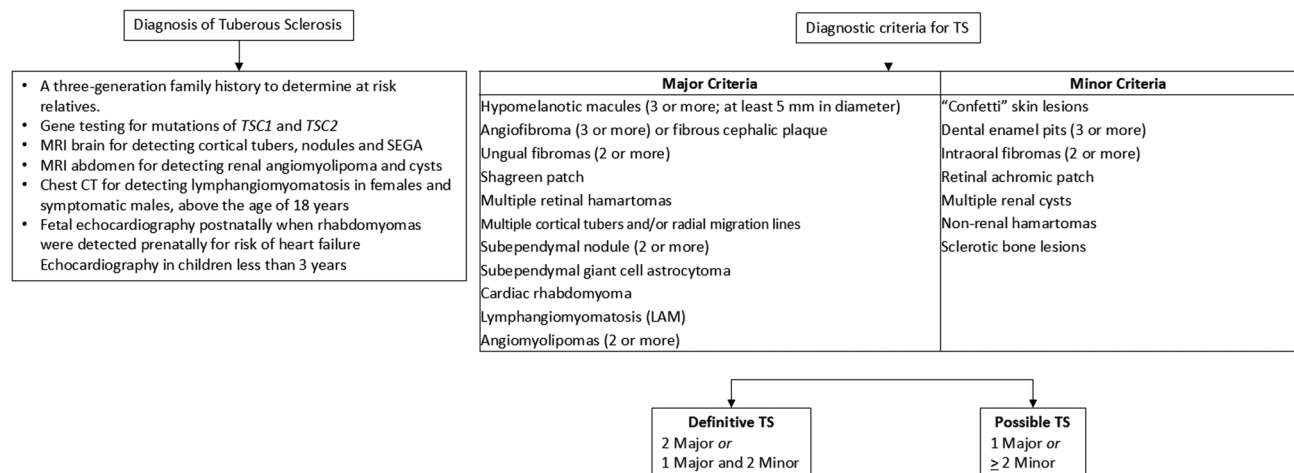 Diagnosis of Tuberous Sclerosis
• A three-generation family history to determine at risk
relatives.
• Gene testing for mutations of TSC1 and TSC2
• MRI brain for detecting cortical tubers, nodules and SEGA
• MRI abdomen for detecting renal angiomyolipoma and cysts
• Chest CT for detecting lymphangiomyomatosis in females and
symptomatic males, above the age of 18 years
• Fetal echocardiography postnatally when rhabdomyomas
were detected prenatally for risk of heart failure
Echocardiography in children less than 3 years
Diagnostic criteria for TS
Major Criteria
Hypomelanotic macules (3 or more; at least 5 mm in diameter)
Angiofibroma (3 or more) or fibrous cephalic plaque
Ungual fibromas (2 or more)
Shagreen patch
Multiple retinal hamartomas
Multiple cortical tubers and/or radial migration lines
Subependymal nodule (2 or more)
Subependymal giant cell astrocytoma
Cardiac rhabdomyoma
Lymphangiomyomatosis (LAM)
Angiomyolipomas (2 or more)
Minor Criteria
“Confetti” skin lesions
Dental enamel pits (3 or more)
Intraoral fibromas (2 or more)
Retinal achromic patch
Multiple renal cysts
Non-renal hamartomas
Sclerotic bone lesions
Definitive TS
2 Major or
1 Major and 2 Minor
Possible TS
1 Major or
≥ 2 Minor